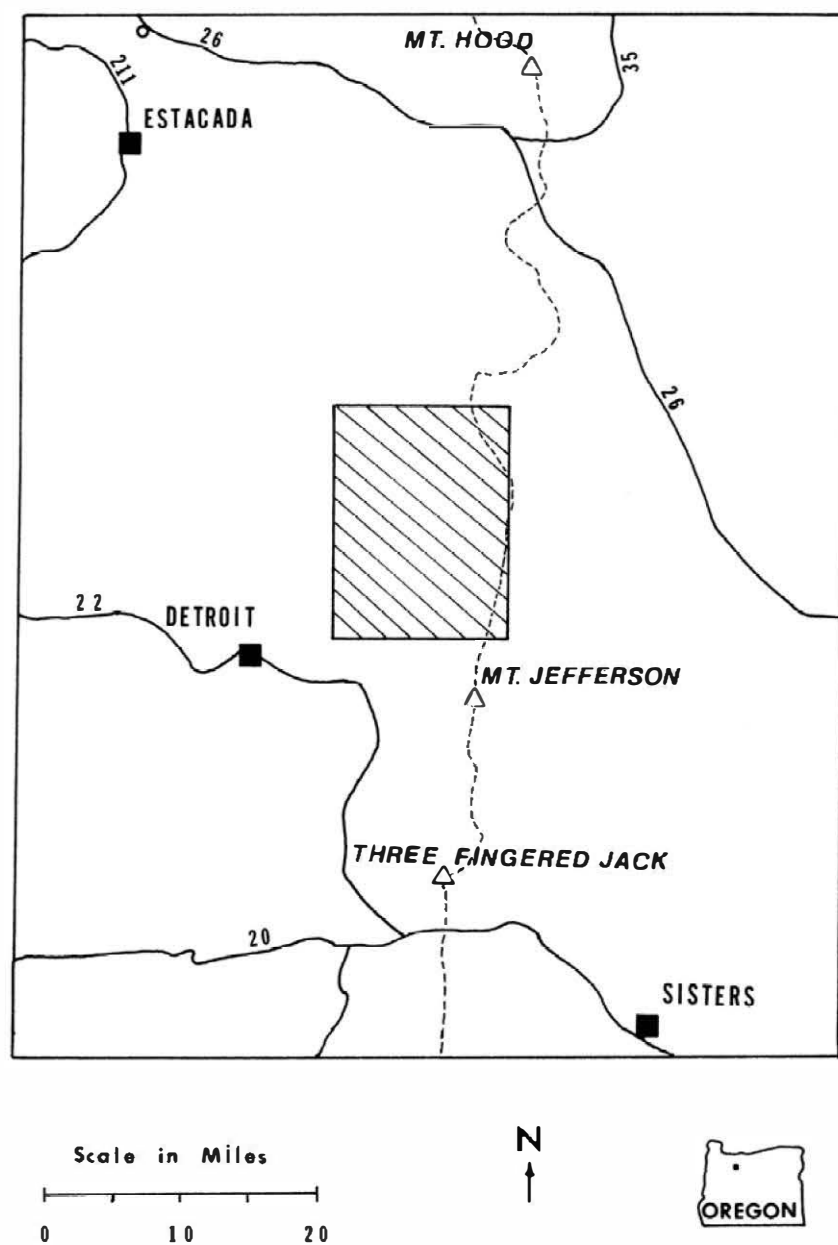 MT. HOOD
26
211
35
ESTACADA
26
22
DETROIT
MT. JEFFERSON
THREE FINGERED JACK
20
SISTERS
Scale in Miles
0 10 20
N
OREGON